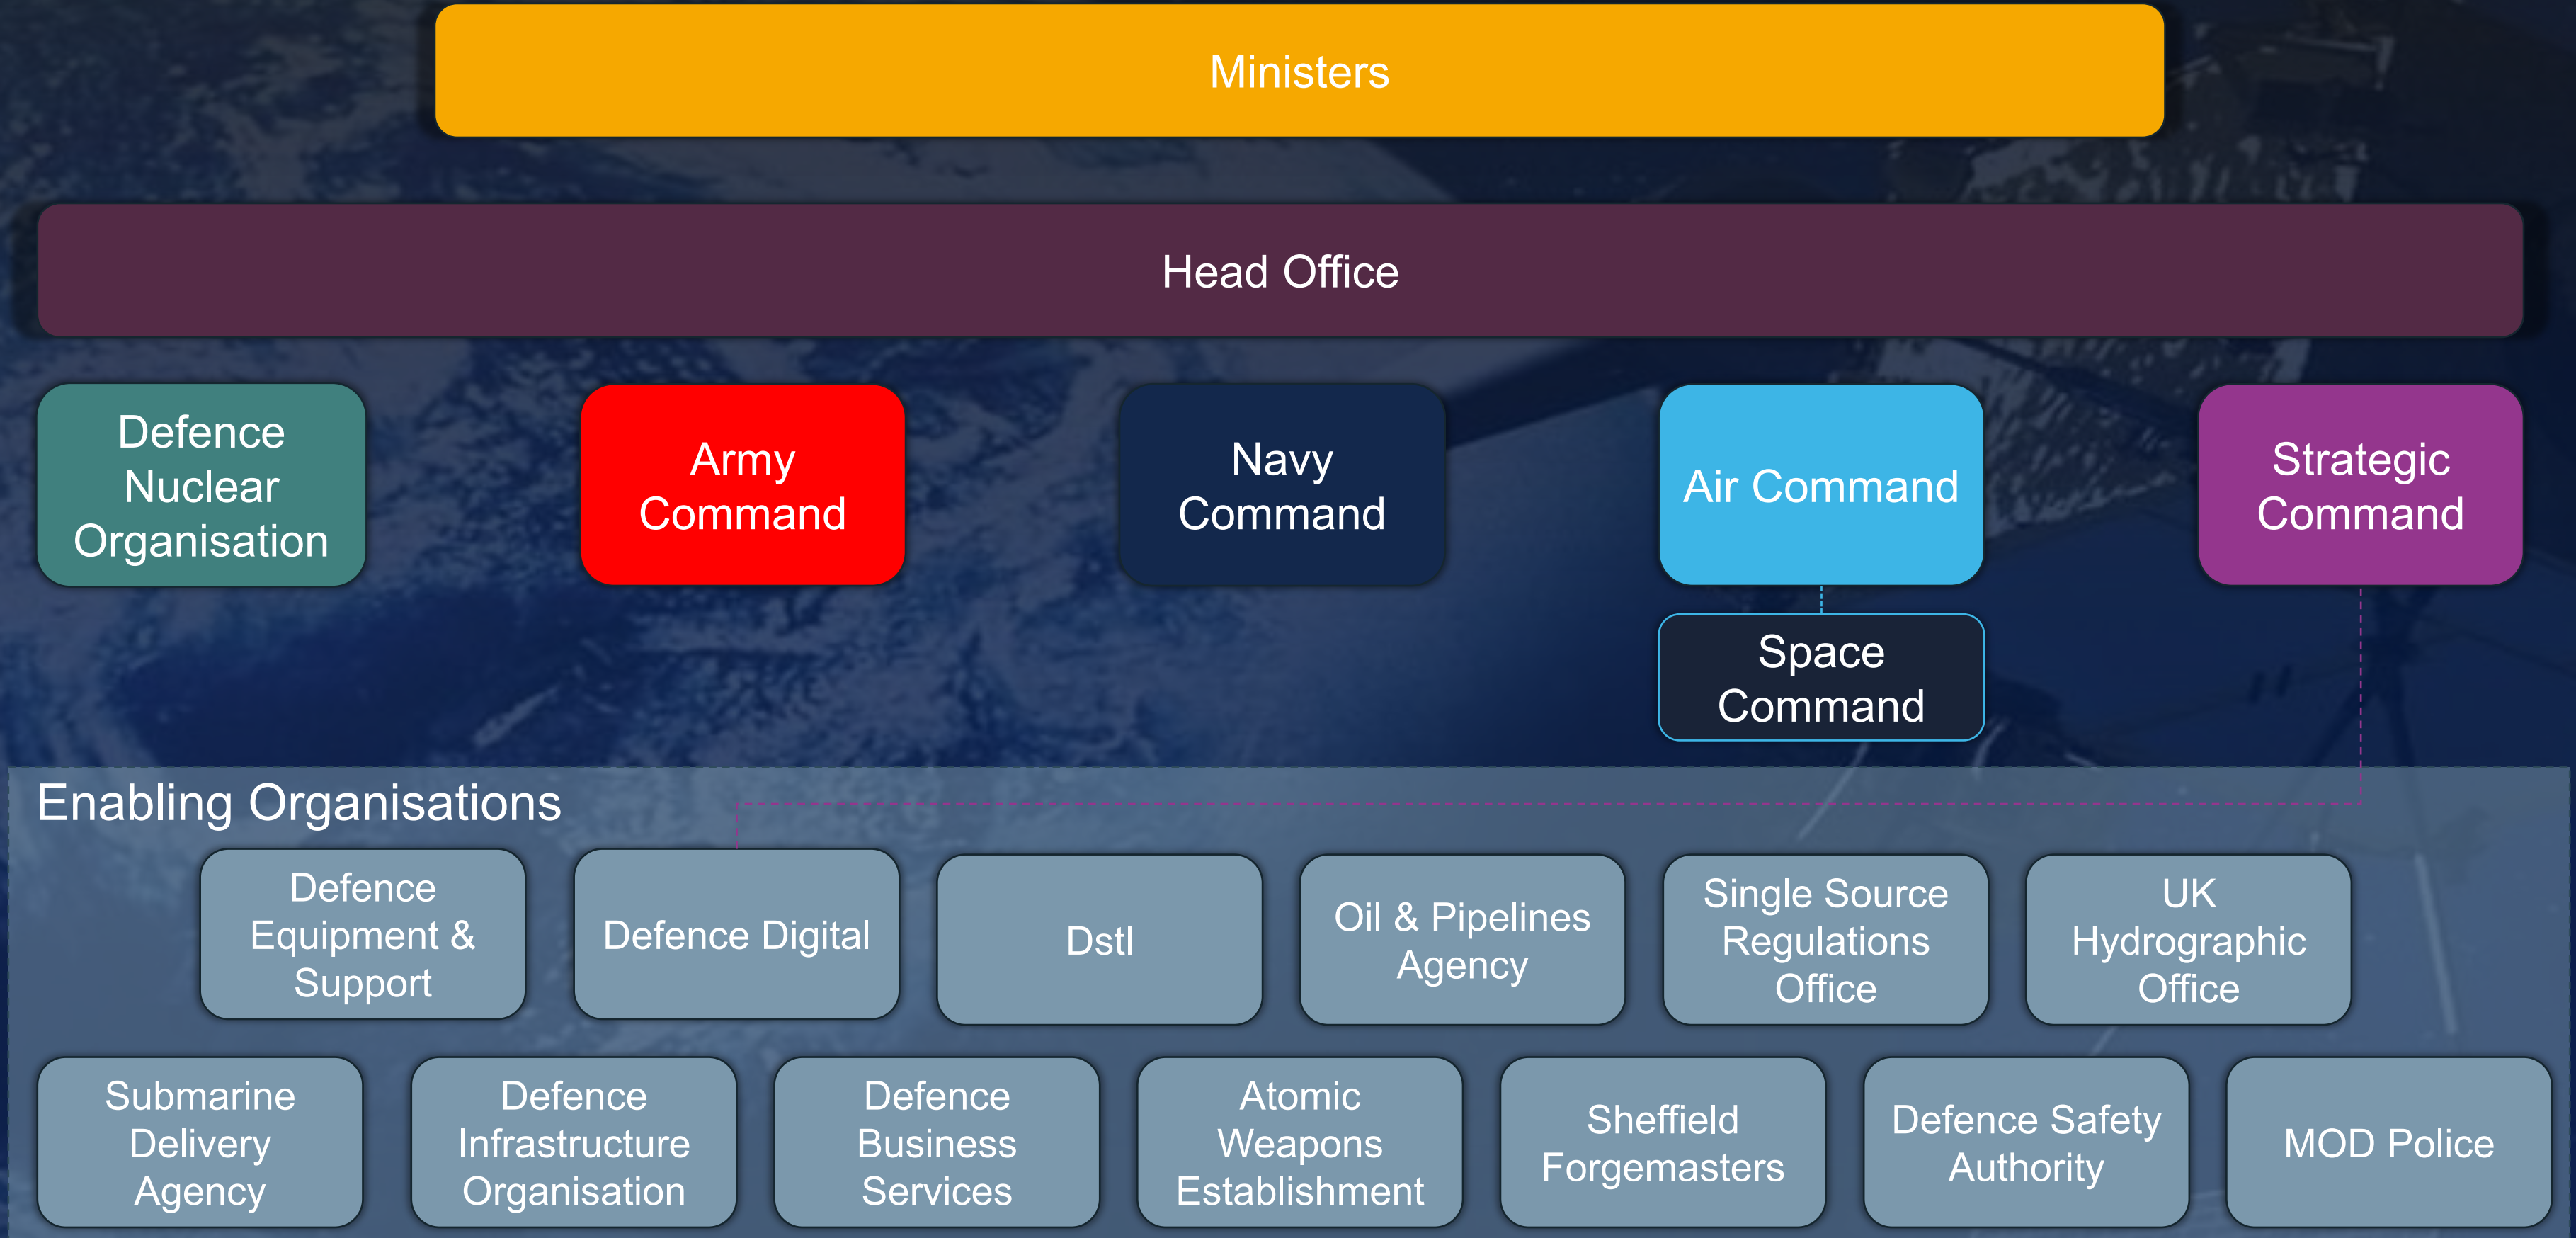 Ministers
Head Office
Defence
Nuclear
Organisation
Army
Command
Navy
Command
Air Command
Strategic
Command
Space
Command
Enabling Organisations
Defence
Equipment &
Support
Defence Digital
Dstl
Oil & Pipelines
Agency
Single Source
Regulations
Office
UK
Hydrographic
Office
Submarine
Delivery
Agency
Defence
Infrastructure
Organisation
Defence
Business
Services
Atomic
Weapons
Establishment
Sheffield
Forgemasters
Defence Safety
Authority
MOD Police